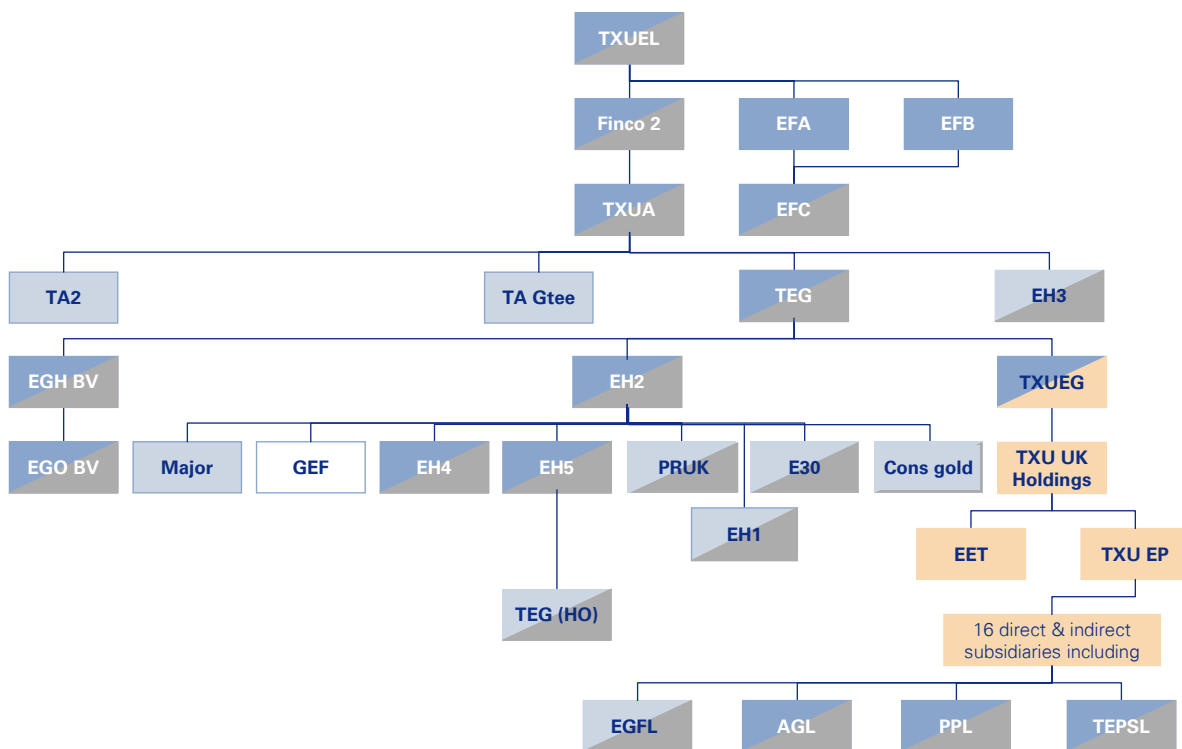 TXUEL
Finco 2
EFA
EFB
TXUA
EFC
TA2
TA Gtee
TEG
EH3
EGH BV
EH2
TXUEG
EGO BV
Major
GEF
EH4
EH5
PRUK
E30
Cons gold
TXU UK
Holdings
EH1
EET
TXU EP
TEG (HO)
16 direct & indirect
subsidiaries including
EGFL
AGL
PPL
TEPSL